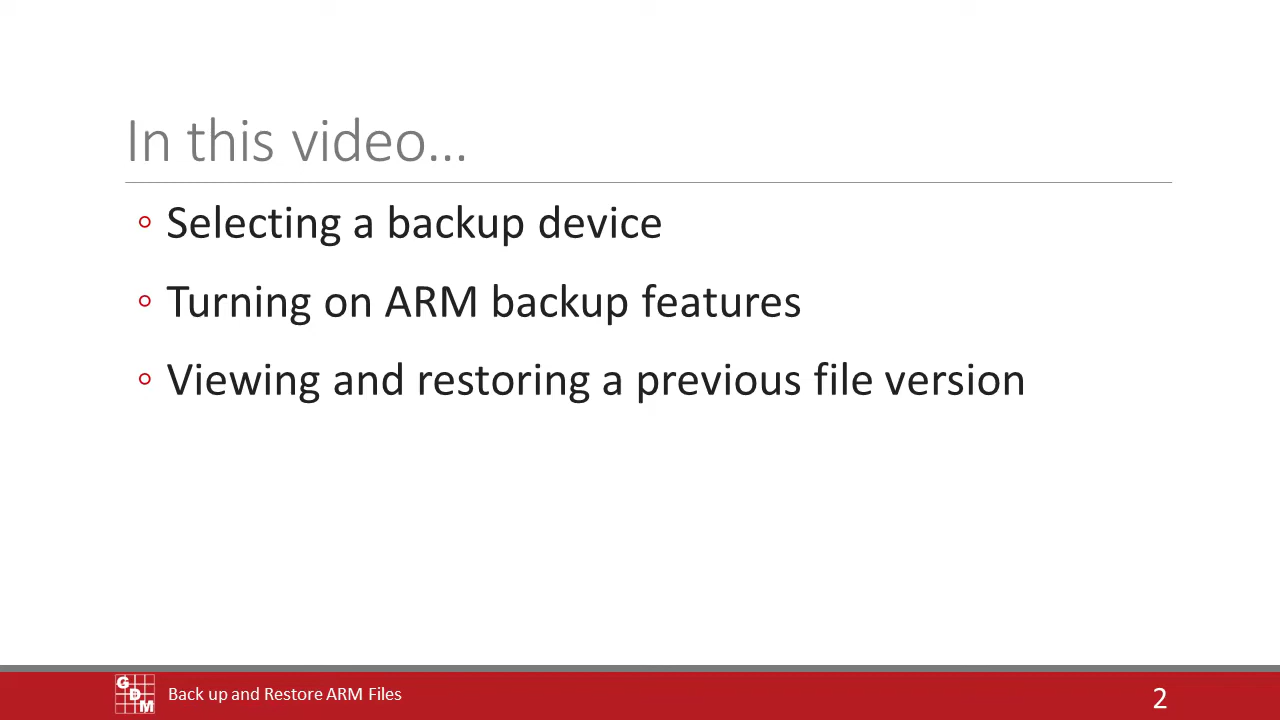 In this video…
◦ Selecting a backup device
◦ Turning on ARM backup features
◦ Viewing and restoring a previous file version
GDM
Back up and Restore ARM Files
2